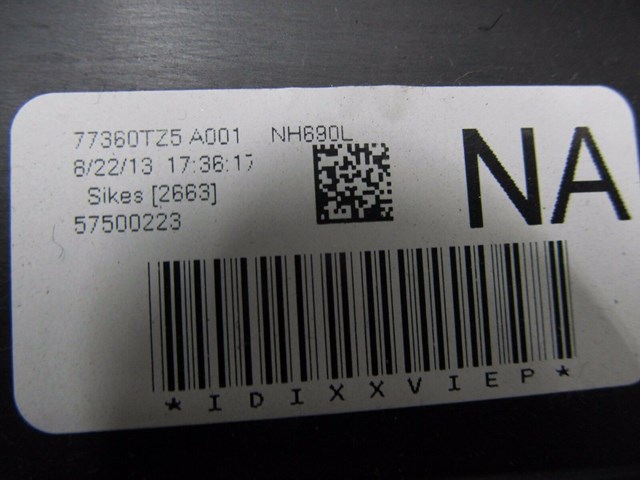 77360TZ5 A001 NH690L
8/22/13 17:36:17
Sikes [2663]
57500223
NA
*IDIXXVIEP*